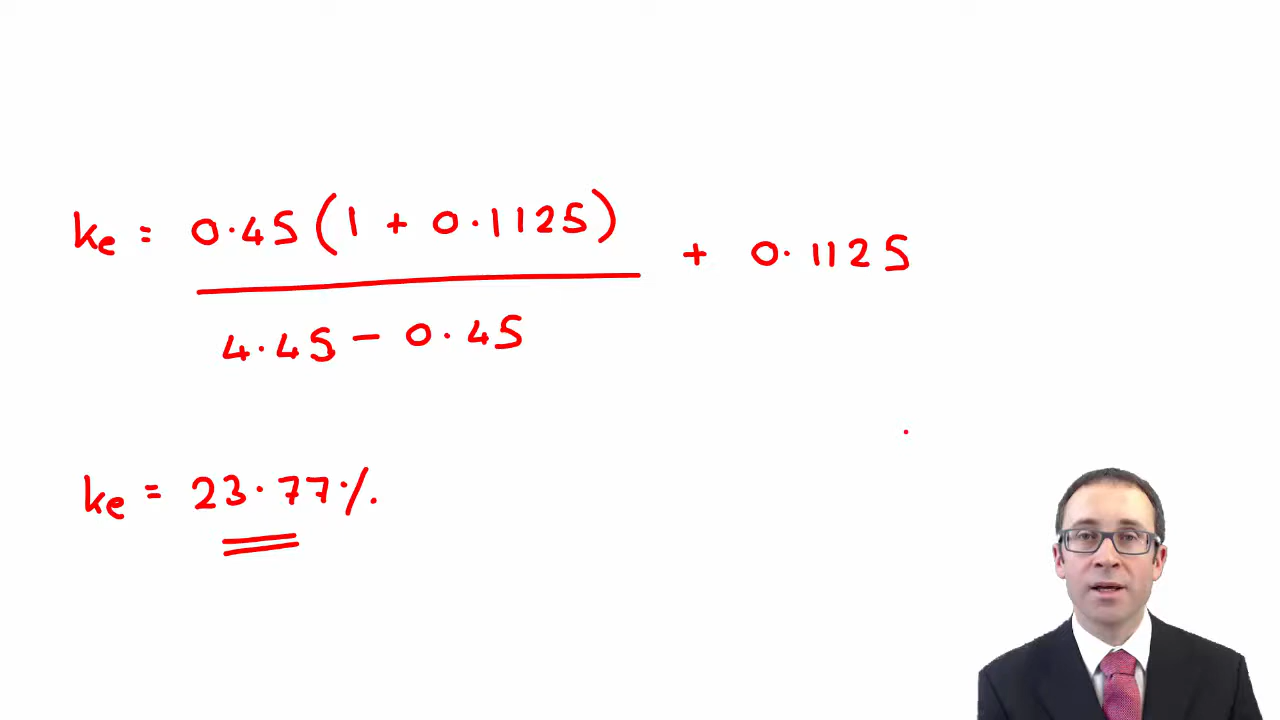 ke = 0.45(1 + 0.1125) + 0.1125
4.45 - 0.45
ke = 23.77%